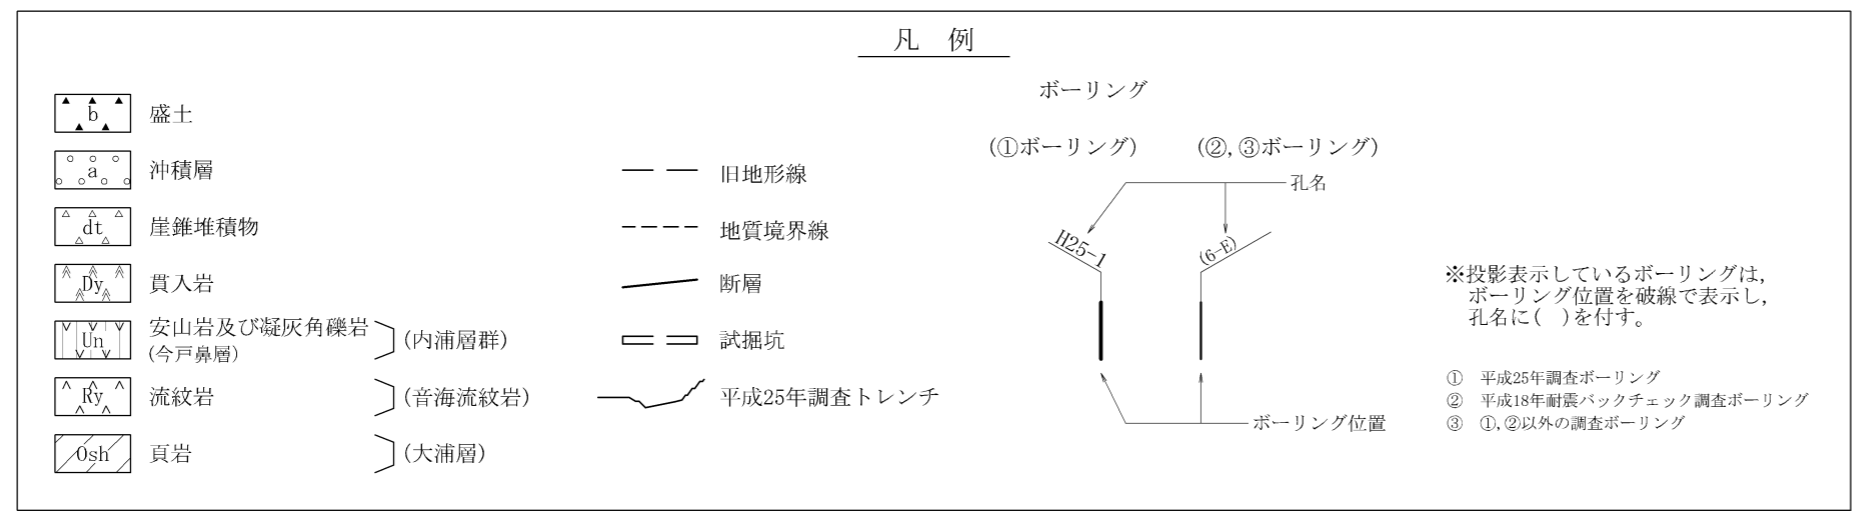 凡　例
b 盛土
a 沖積層
dt 崖錐堆積物
Dy 貫入岩
Un 安山岩及び凝灰角礫岩 (内浦層群)
(今戸鼻層)
Ry 流紋岩 (音海流紋岩)
Osh 頁岩 (大浦層)
旧地形線
地質境界線
断層
試掘坑
平成25年調査トレンチ
ボーリング
(①ボーリング) (②,③ボーリング)
孔名
H25-1 (6-E)
ボーリング位置
※投影表示しているボーリングは,
ボーリング位置を破線で表示し,
孔名に(　)を付す。
①　平成25年調査ボーリング
②　平成18年耐震バックチェック調査ボーリング
③　①,②以外の調査ボーリング